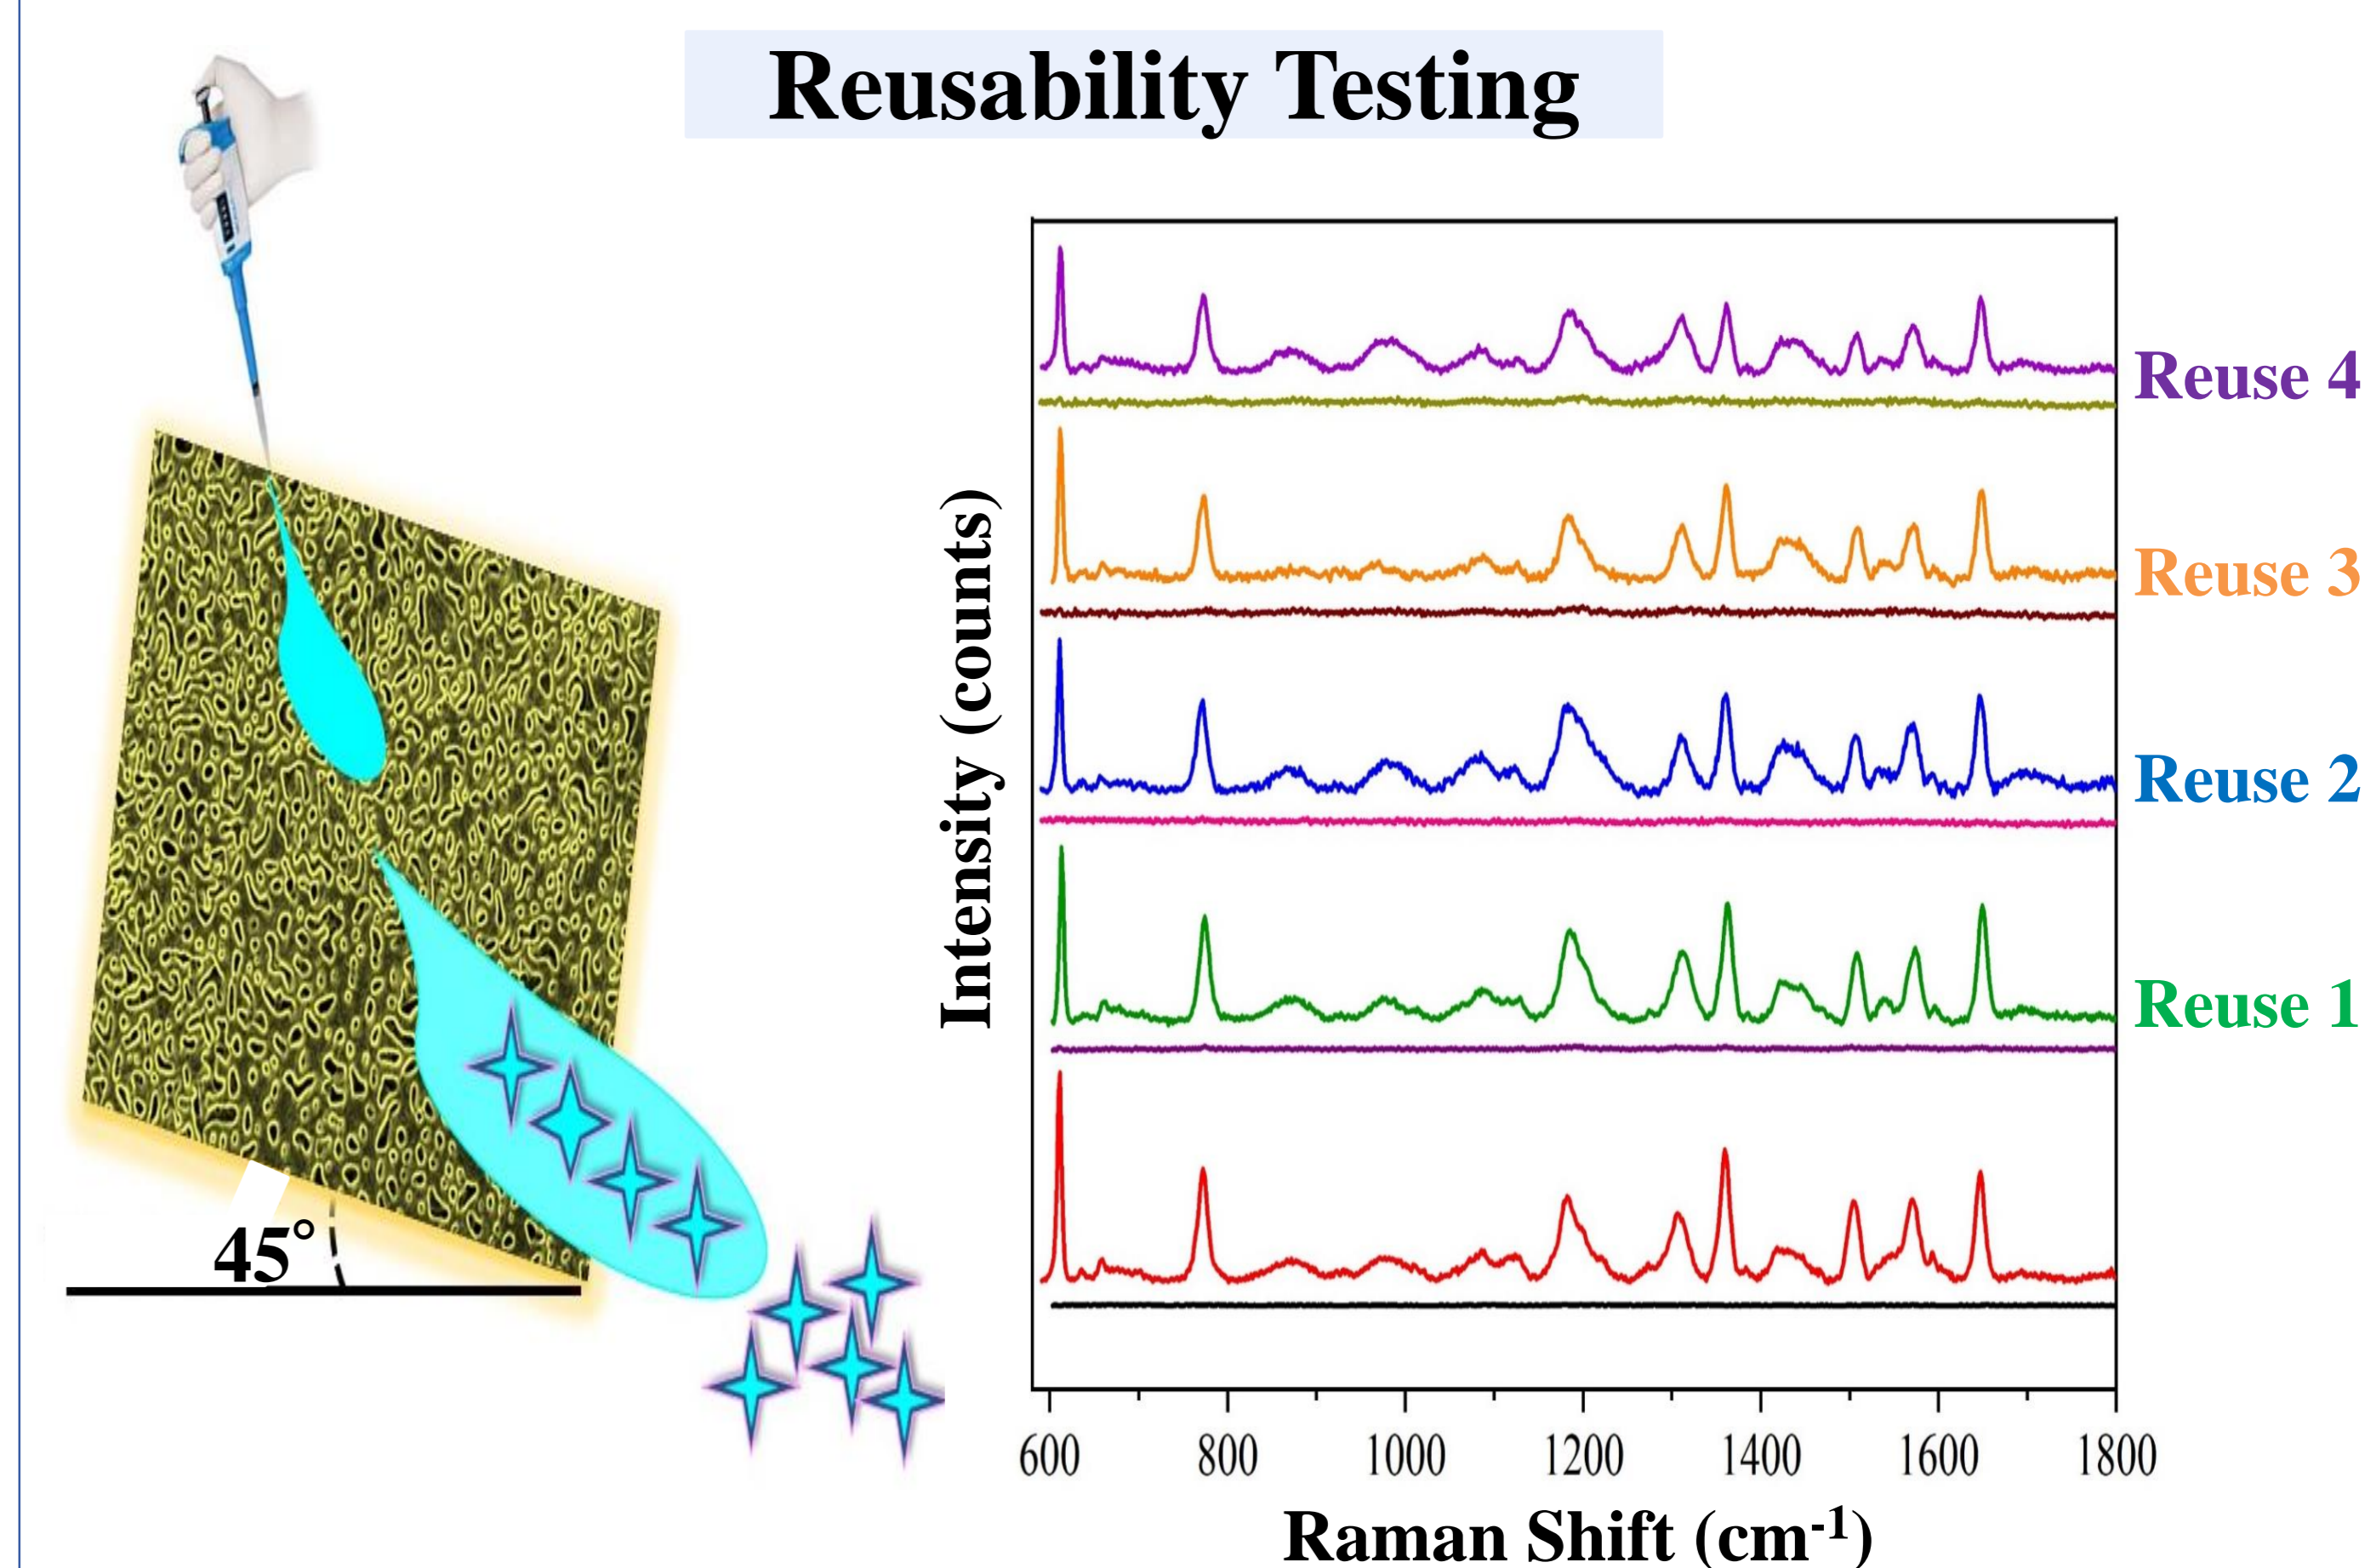 Reusability Testing
45°
Intensity (counts)
Reuse 4
Reuse 3
Reuse 2
Reuse 1
600 800 1000 1200 1400 1600 1800
Raman Shift (cm⁻¹)